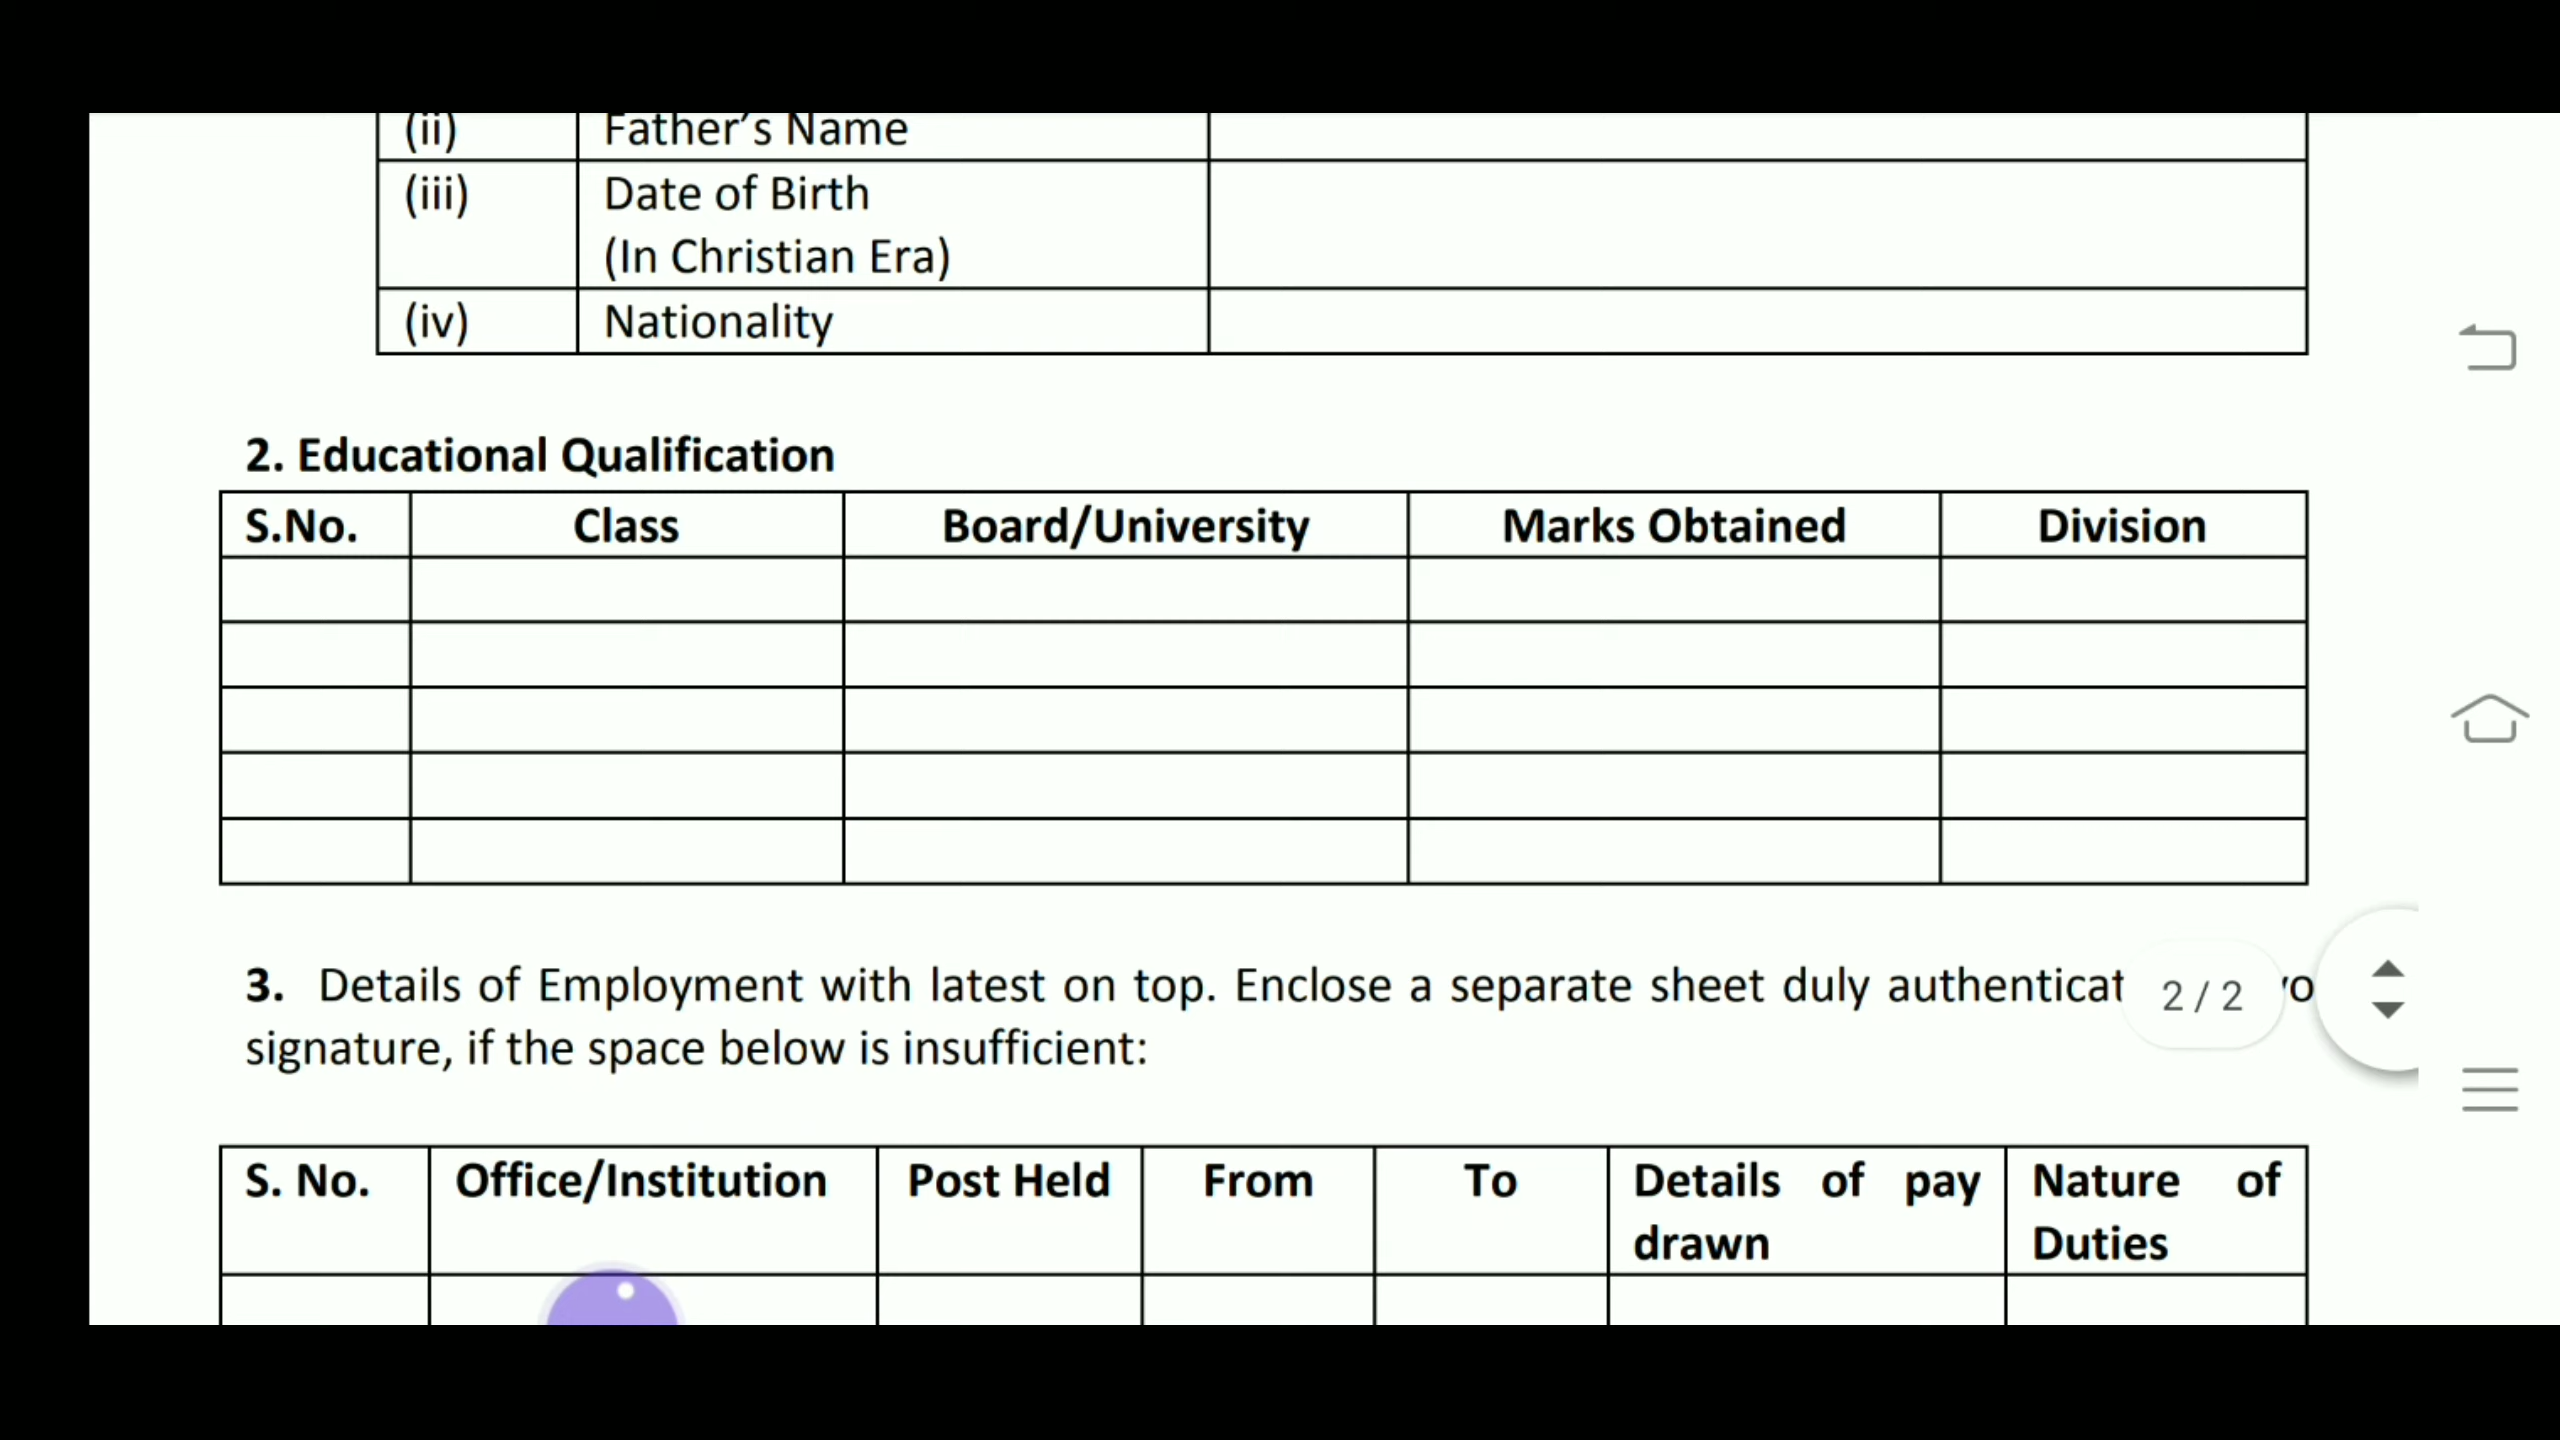 (ii) Father's Name
(iii) Date of Birth
(In Christian Era)
(iv) Nationality
2. Educational Qualification
S.No. Class Board/University Marks Obtained Division
3. Details of Employment with latest on top. Enclose a separate sheet duly
signature, if the space below is insufficient:
2 / 2
S. No. Office/Institution Post Held From To Details of pay Nature of
drawn Duties